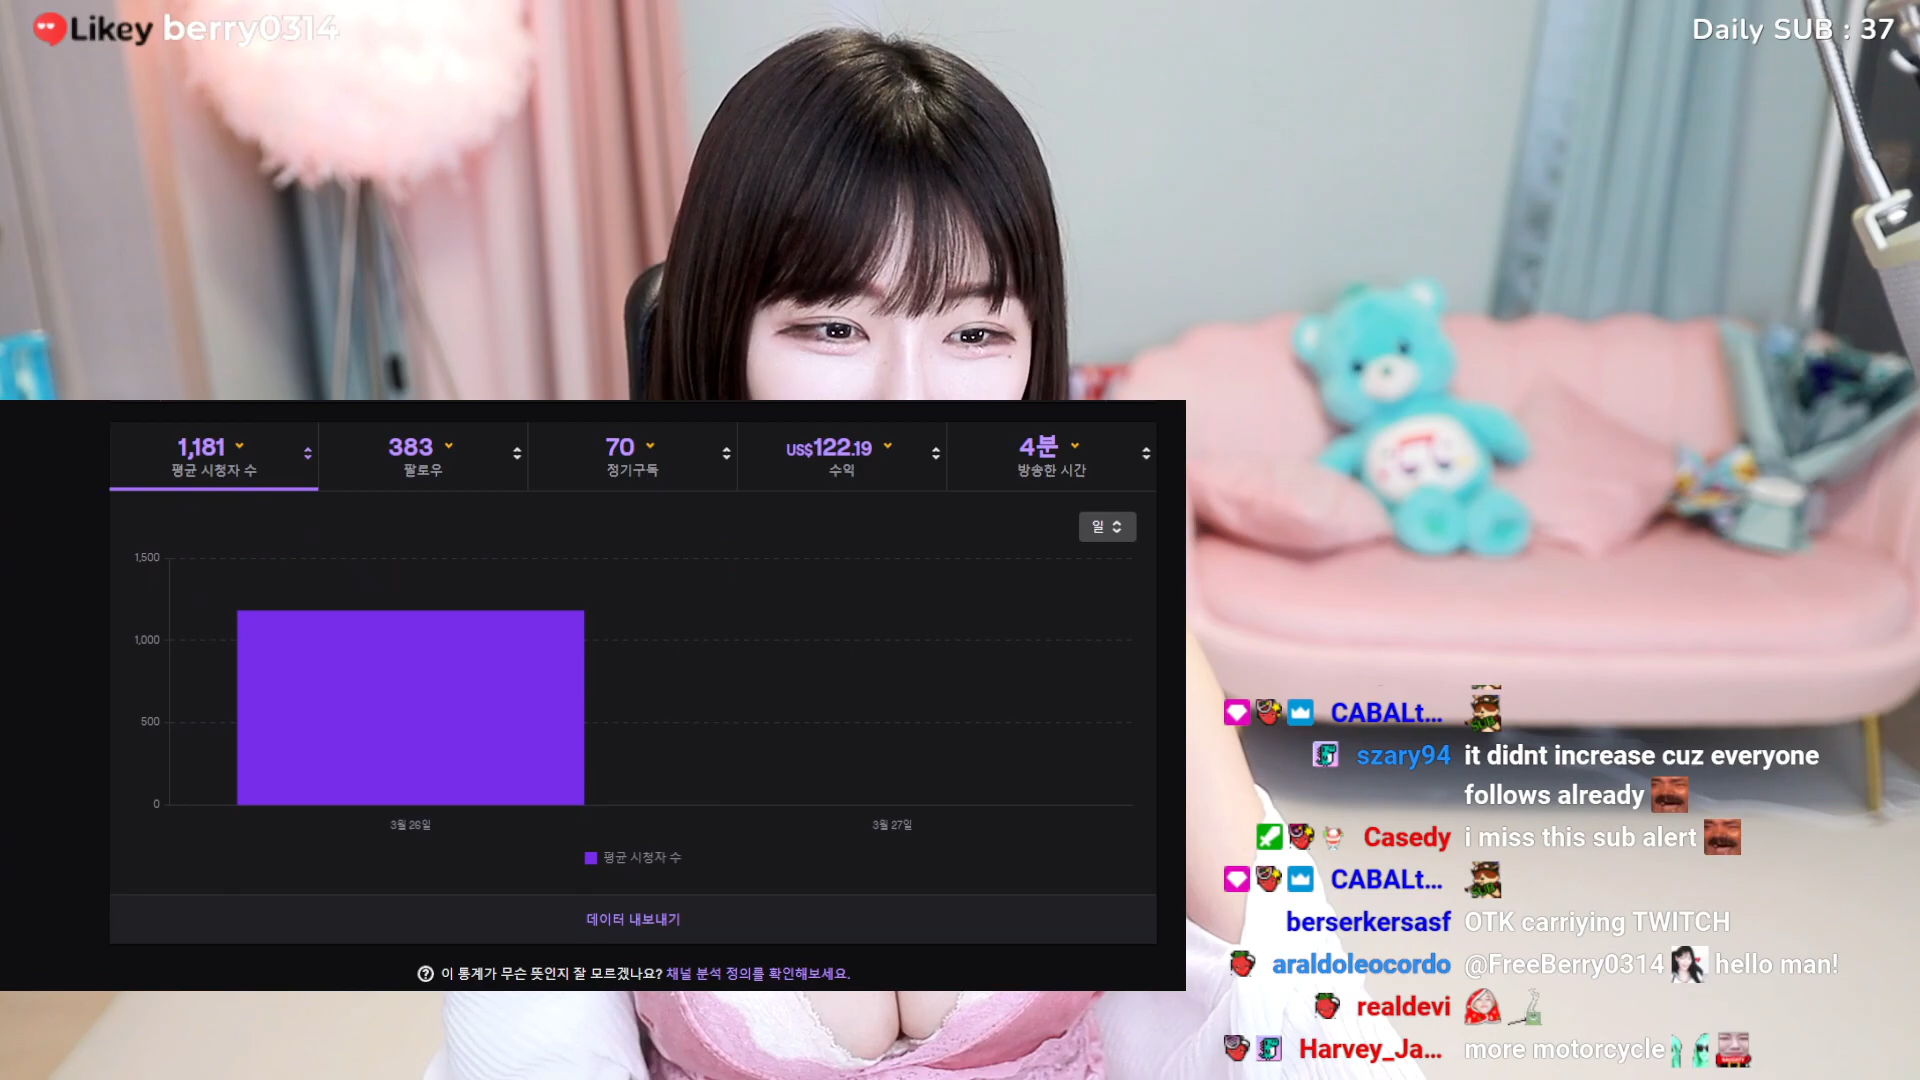 Likey berry0314
Daily SUB : 37
1,181
평균 시청자 수
383
팔로우
70
정기구독
US$122.19
수익
4분
방송한 시간
일
1,500
1,000
500
0
3월 26일
3월 27일
평균 시청자 수
데이터 내보내기
이 통계가 무슨 뜻인지 잘 모르겠나요? 채널 분석 정의를 확인해보세요.
CABALt...
szary94 it didnt increase cuz everyone
follows already
Casedy i miss this sub alert
CABALt...
berserkersasf OTK carriying TWITCH
araldoleocordo @FreeBerry0314 hello man!
realdevi
Harvey_Ja... more motorcycle